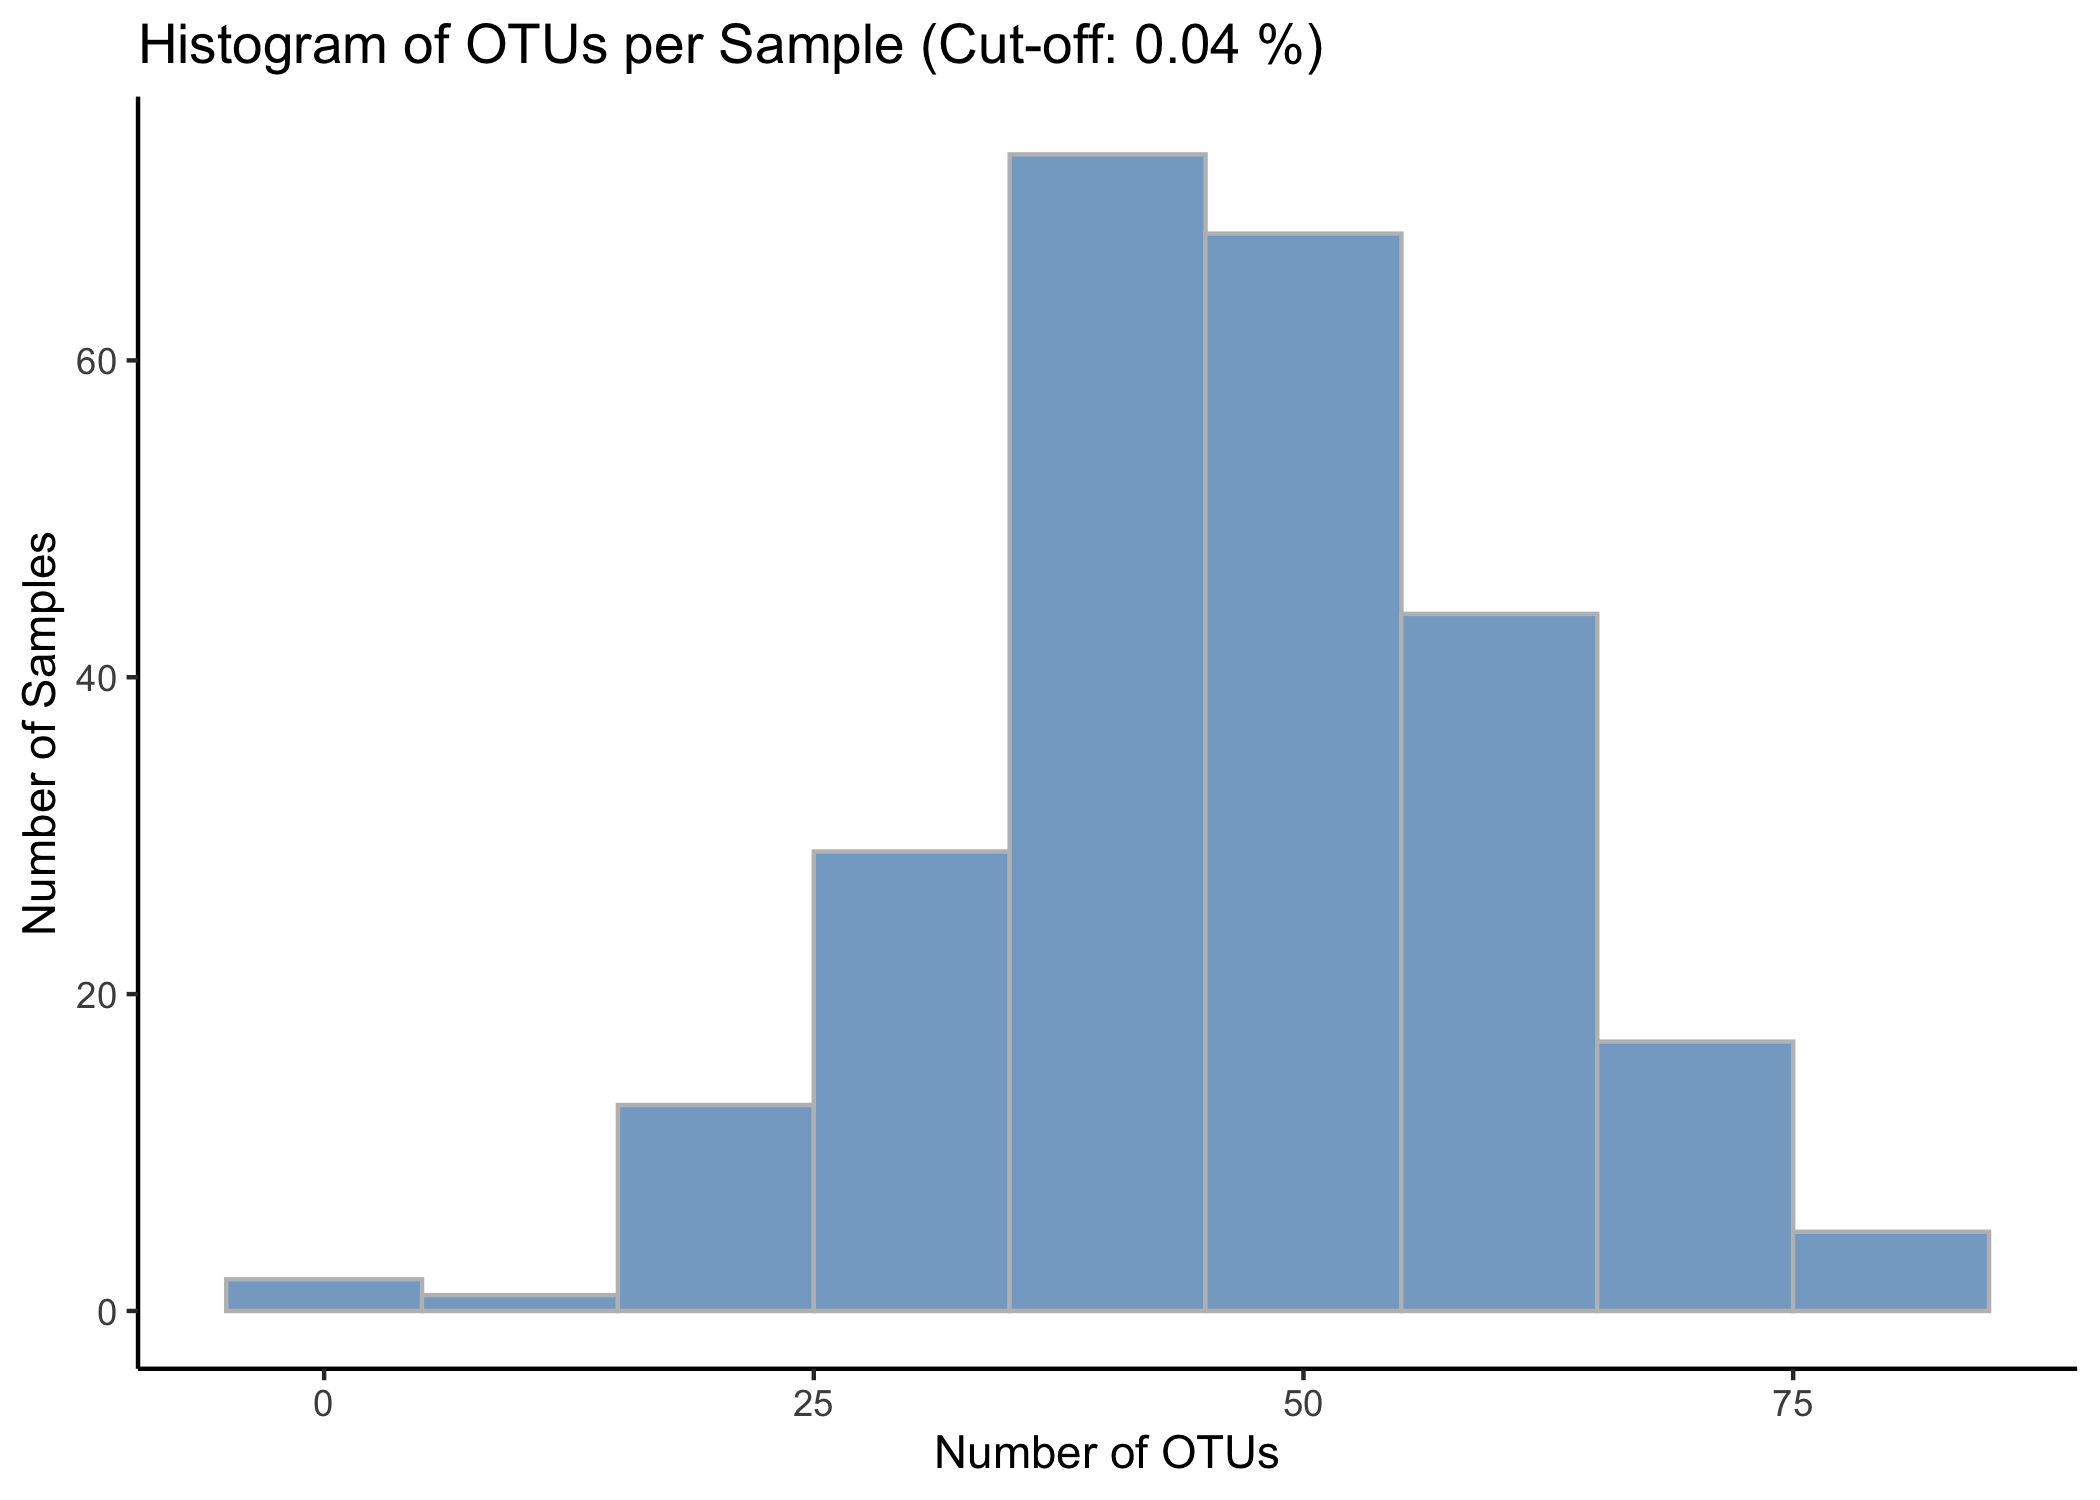 Histogram of OTUs per Sample (Cut-off: 0.04 %)
Number of Samples
60
40
20
0
0 25 50 75
Number of OTUs